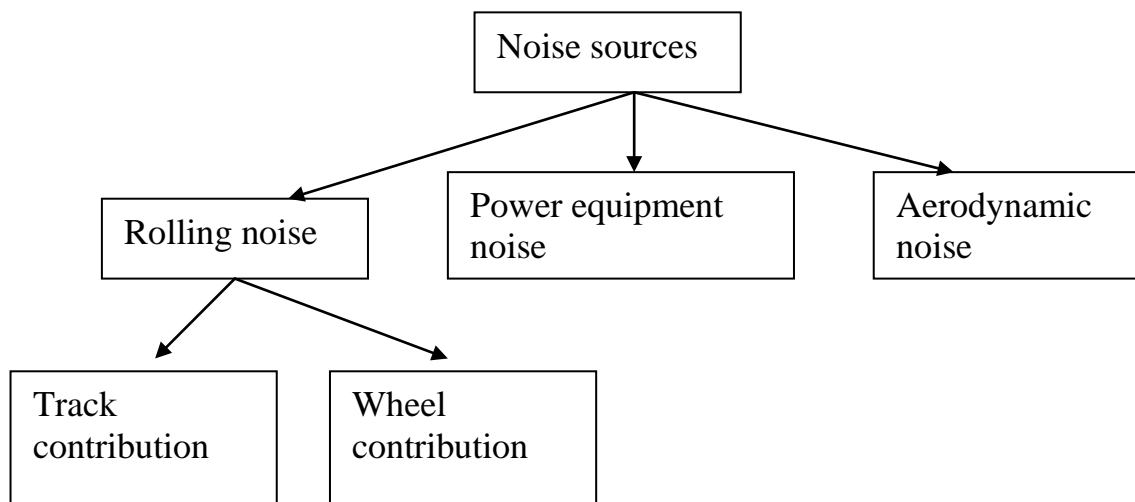 Noise sources
Rolling noise
Power equipment
noise
Aerodynamic
noise
Track
contribution
Wheel
contribution